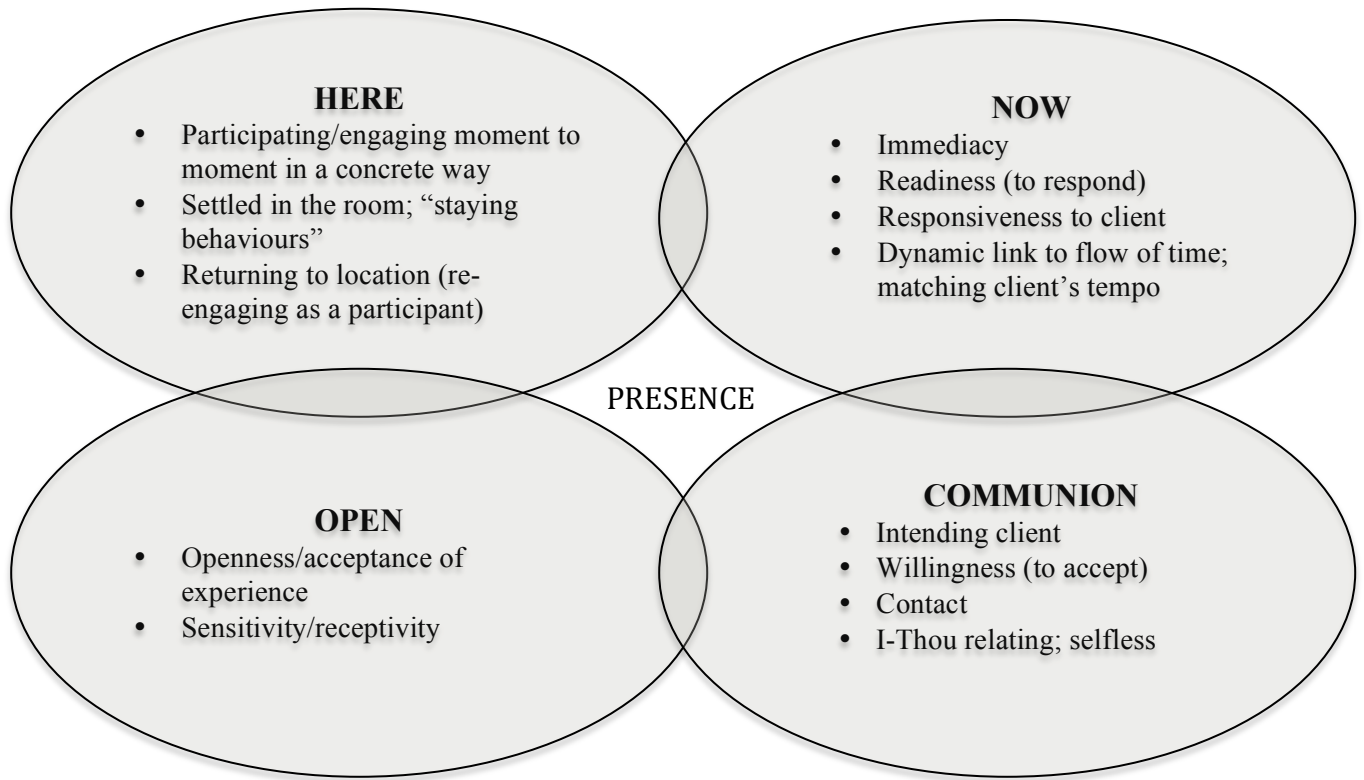 HERE
• Participating/engaging moment to
moment in a concrete way
• Settled in the room; “staying
behaviours”
• Returning to location (re-
engaging as a participant)
NOW
• Immediacy
• Readiness (to respond)
• Responsiveness to client
• Dynamic link to flow of time;
matching client’s tempo
PRESENCE
OPEN
• Openness/acceptance of
experience
• Sensitivity/receptivity
COMMUNION
• Intending client
• Willingness (to accept)
• Contact
• I-Thou relating; selfless